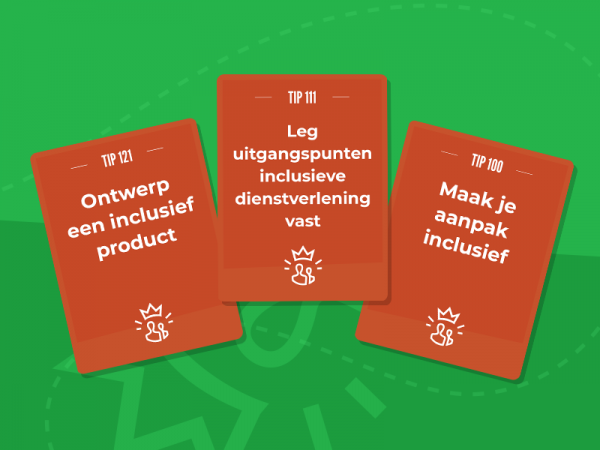 TIP 121
Ontwerp
een inclusief
product
TIP 111
Leg
uitgangspunten
inclusieve
dienstverlening
vast
TIP 100
Maak je
aanpak
inclusief